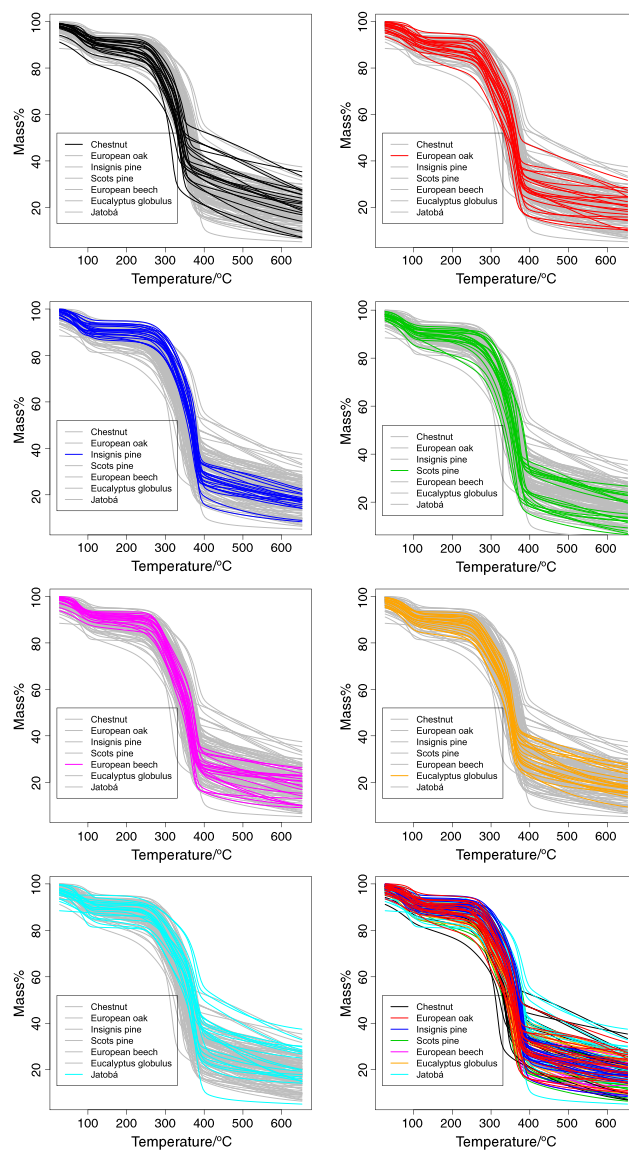 100
80
60
40
20
Mass%
Chestnut
European oak
Insignis pine
Scots pine
European beech
Eucalyptus globulus
Jatobá
100 200 300 400 500 600
Temperature/ºC
100
80
60
40
20
Mass%
Chestnut
European oak
Insignis pine
Scots pine
European beech
Eucalyptus globulus
Jatobá
100 200 300 400 500 600
Temperature/ºC
100
80
60
40
20
Mass%
Chestnut
European oak
Insignis pine
Scots pine
European beech
Eucalyptus globulus
Jatobá
100 200 300 400 500 600
Temperature/ºC
100
80
60
40
20
Mass%
Chestnut
European oak
Insignis pine
Scots pine
European beech
Eucalyptus globulus
Jatobá
100 200 300 400 500 600
Temperature/ºC
100
80
60
40
20
Mass%
Chestnut
European oak
Insignis pine
Scots pine
European beech
Eucalyptus globulus
Jatobá
100 200 300 400 500 600
Temperature/ºC
100
80
60
40
20
Mass%
Chestnut
European oak
Insignis pine
Scots pine
European beech
Eucalyptus globulus
Jatobá
100 200 300 400 500 600
Temperature/ºC
100
80
60
40
20
Mass%
Chestnut
European oak
Insignis pine
Scots pine
European beech
Eucalyptus globulus
Jatobá
100 200 300 400 500 600
Temperature/ºC
100
80
60
40
20
Mass%
Chestnut
European oak
Insignis pine
Scots pine
European beech
Eucalyptus globulus
Jatobá
100 200 300 400 500 600
Temperature/ºC